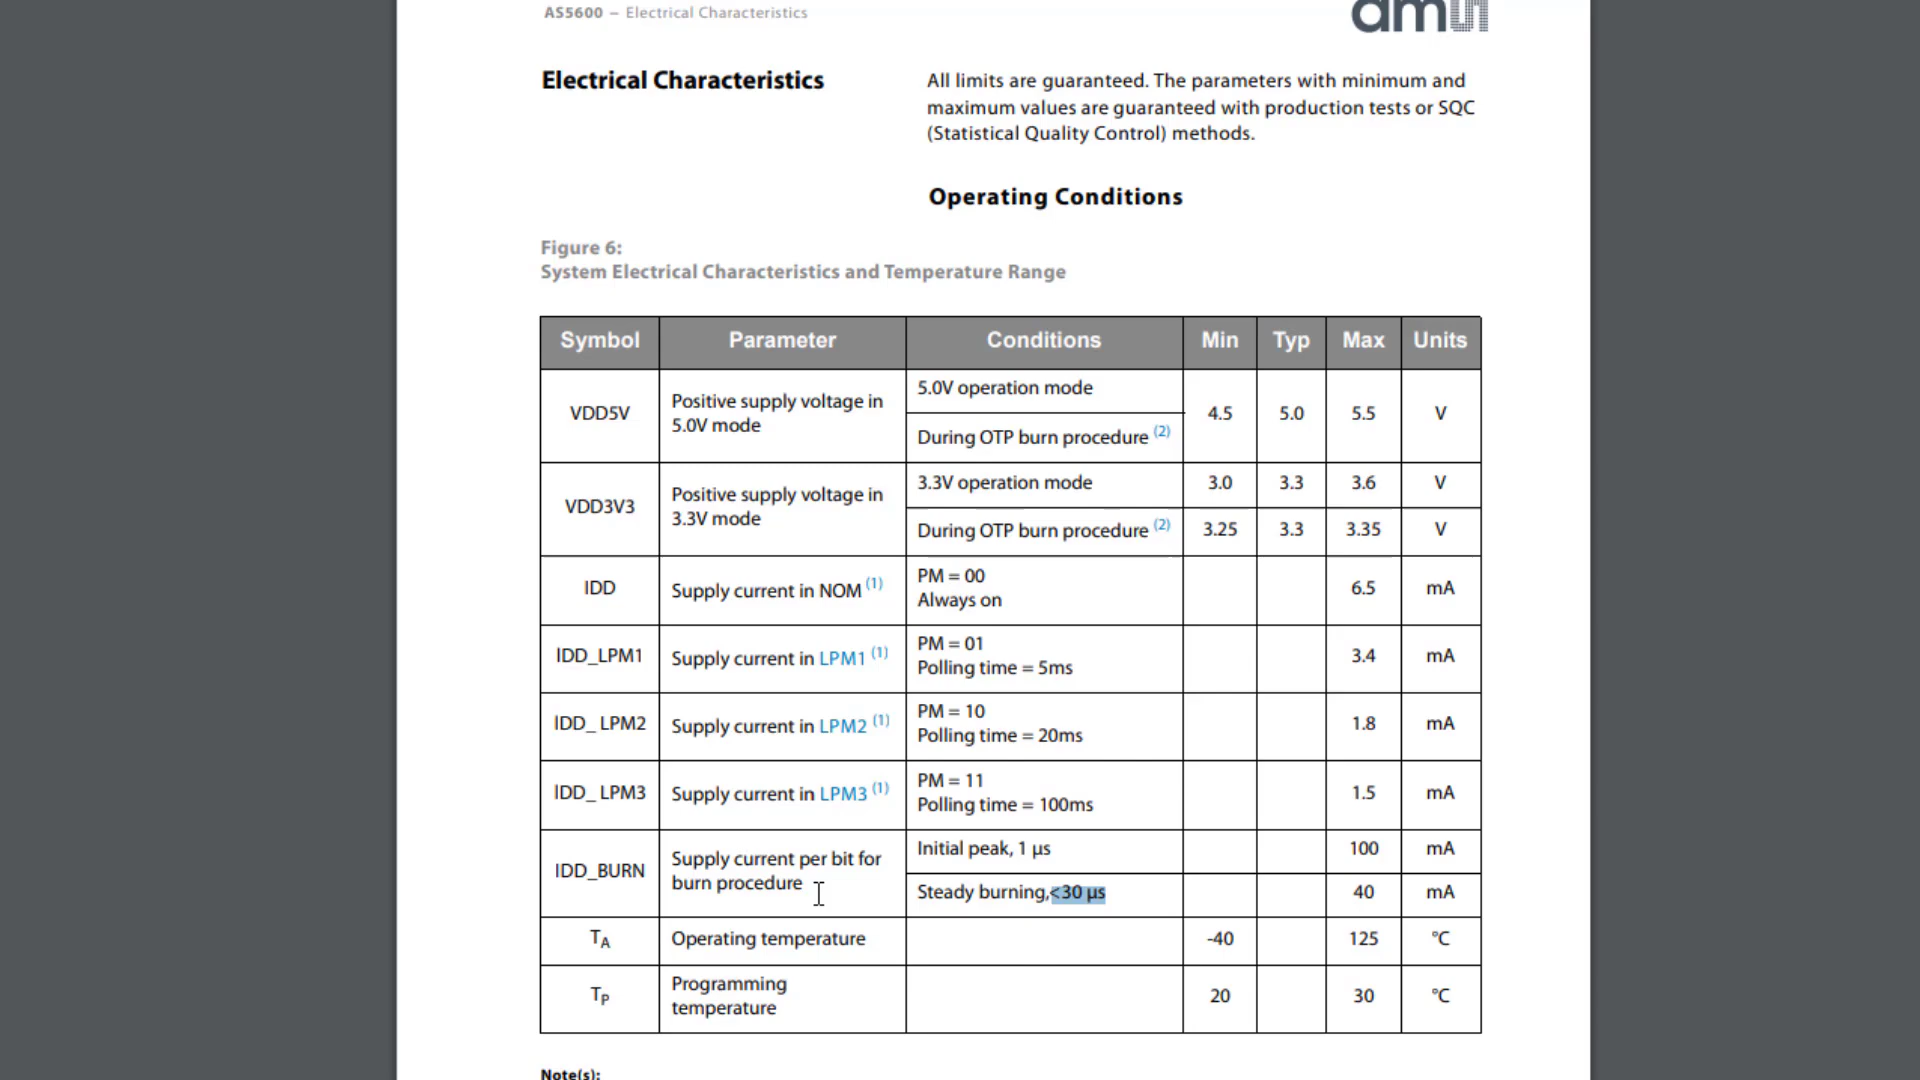 AS5600 – Electrical Characteristics
amu
Electrical Characteristics
All limits are guaranteed. The parameters with minimum and
maximum values are guaranteed with production tests or SQC
(Statistical Quality Control) methods.
Operating Conditions
Figure 6:
System Electrical Characteristics and Temperature Range
Symbol Parameter Conditions Min Typ Max Units
VDD5V Positive supply voltage in 5.0V operation mode 4.5 5.0 5.5 V
5.0V mode During OTP burn procedure (2)
VDD3V3 Positive supply voltage in 3.3V operation mode 3.0 3.3 3.6 V
3.3V mode During OTP burn procedure (2) 3.25 3.3 3.35 V
IDD Supply current in NOM (1) PM = 00 6.5 mA
Always on
IDD_LPM1 Supply current in LPM1 (1) PM = 01 3.4 mA
Polling time = 5ms
IDD_ LPM2 Supply current in LPM2 (1) PM = 10 1.8 mA
Polling time = 20ms
IDD_ LPM3 Supply current in LPM3 (1) PM = 11 1.5 mA
Polling time = 100ms
IDD_BURN Supply current per bit for Initial peak, 1 μs 100 mA
burn procedure Steady burning,<30 μs 40 mA
TA Operating temperature -40 125 °C
TP Programming 20 30 °C
temperature
Note(s):